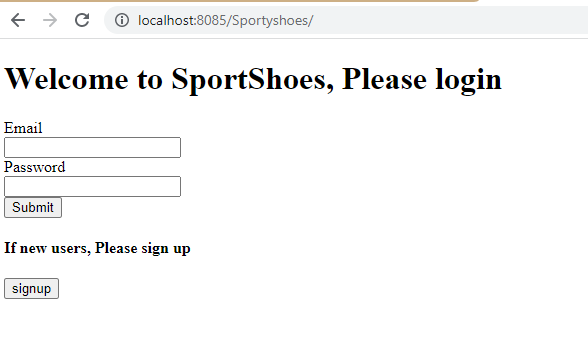 localhost:8085/Sportyshoes/
Welcome to SportShoes, Please login
Email
Password
Submit
If new users, Please sign up
signup